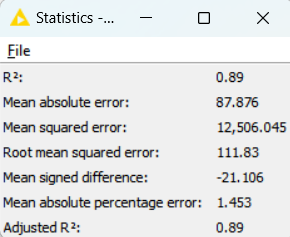 Statistics -...
File
R²: 0.89
Mean absolute error: 87.876
Mean squared error: 12,506.045
Root mean squared error: 111.83
Mean signed difference: -21.106
Mean absolute percentage error: 1.453
Adjusted R²: 0.89